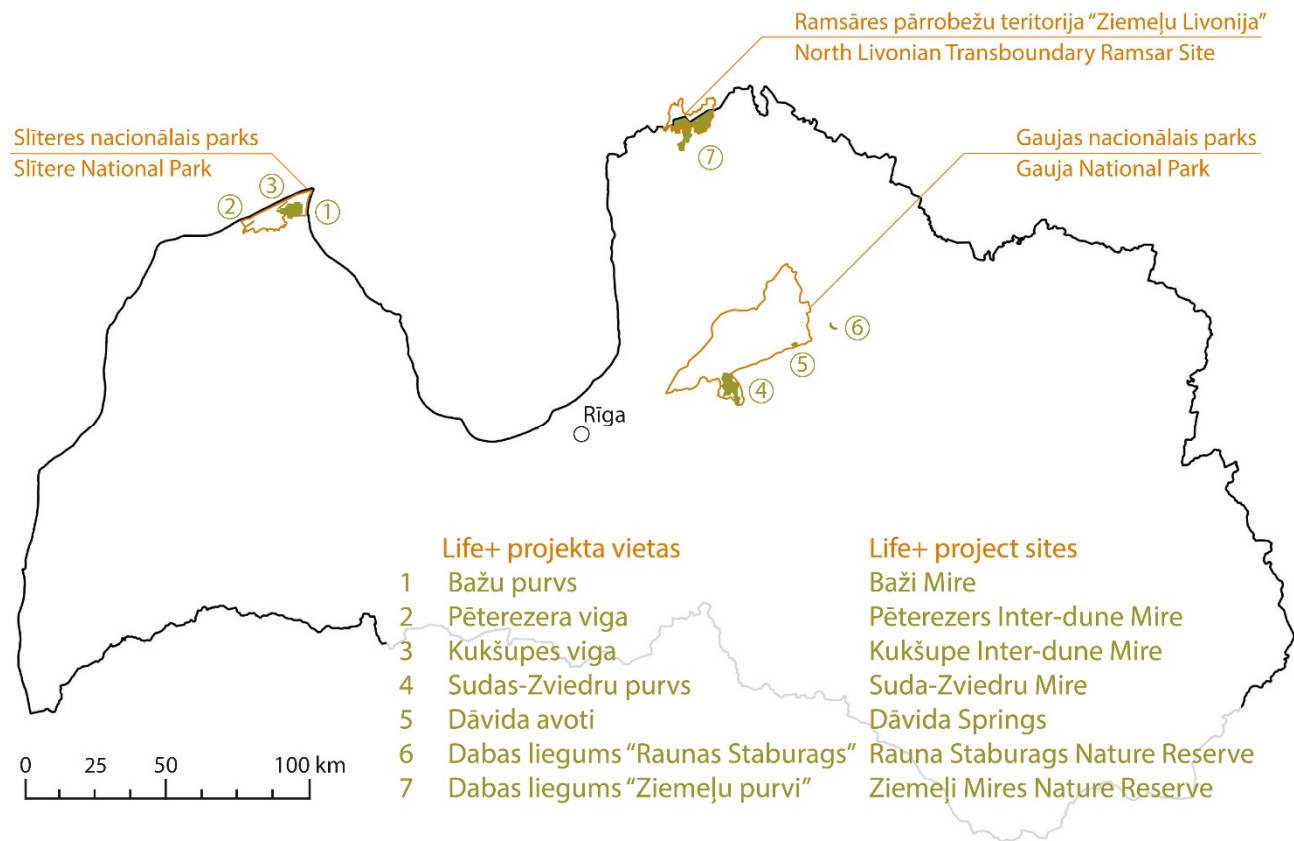 Ramsāres pārrobežu teritorija “Ziemeļu Livonija”
North Livonian Transboundary Ramsar Site
Slīteres nacionālais parks
Slītere National Park
Gaujas nacionālais parks
Gauja National Park
7
3
2
1
6
5
4
Rīga
Life+ projekta vietas Life+ project sites
1 Bažu purvs Baži Mire
2 Pēterezera viga Pēterezers Inter-dune Mire
3 Kukšupes viga Kukšupe Inter-dune Mire
4 Sudas-Zviedru purvs Suda-Zviedru Mire
5 Dāvida avoti Dāvida Springs
6 Dabas liegums “Raunas Staburags” Rauna Staburags Nature Reserve
7 Dabas liegums “Ziemeļu purvi” Ziemeļi Mires Nature Reserve
0 25 50 100 km